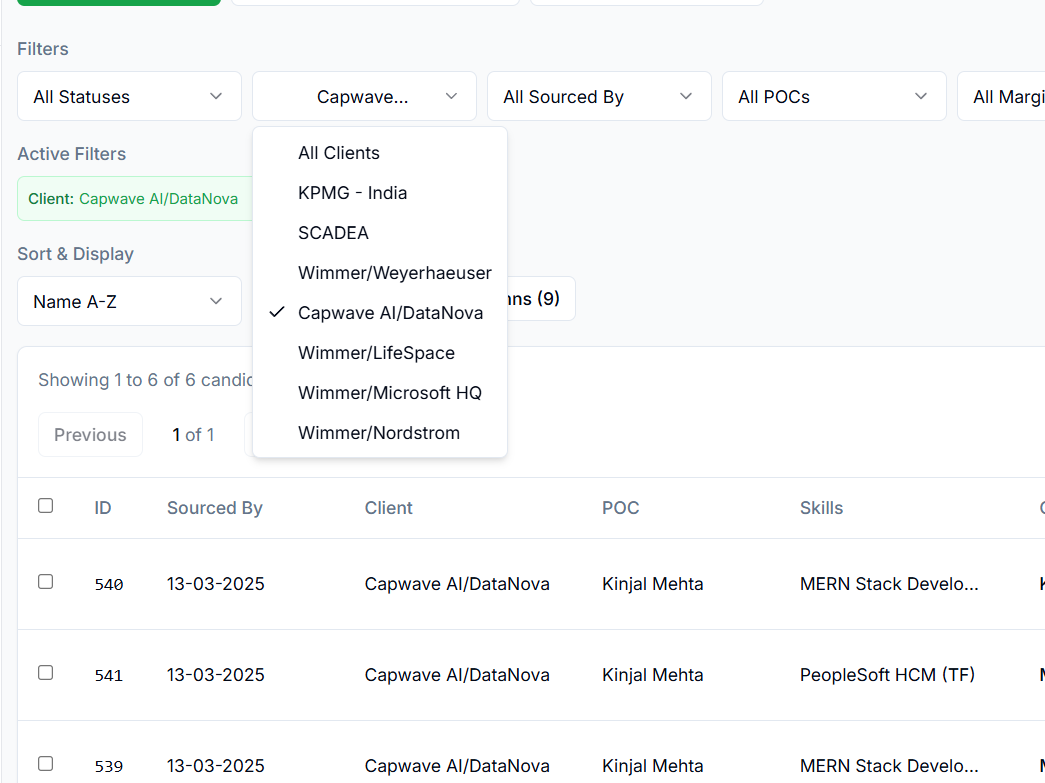 Filters
All Statuses
Capwave...
All Sourced By
All POCs
All Margi
Active Filters
Client: Capwave AI/DataNova
All Clients
KPMG - India
SCADEA
Wimmer/Weyerhaeuser
Capwave AI/DataNova
Wimmer/LifeSpace
Wimmer/Microsoft HQ
Wimmer/Nordstrom
Sort & Display
Name A-Z
(9)
Showing 1 to 6 of 6
Previous
1 of 1
ID Sourced By Client POC Skills
540 13-03-2025 Capwave AI/DataNova Kinjal Mehta MERN Stack Develo...
541 13-03-2025 Capwave AI/DataNova Kinjal Mehta PeopleSoft HCM (TF)
539 13-03-2025 Capwave AI/DataNova Kinjal Mehta MERN Stack Develo...